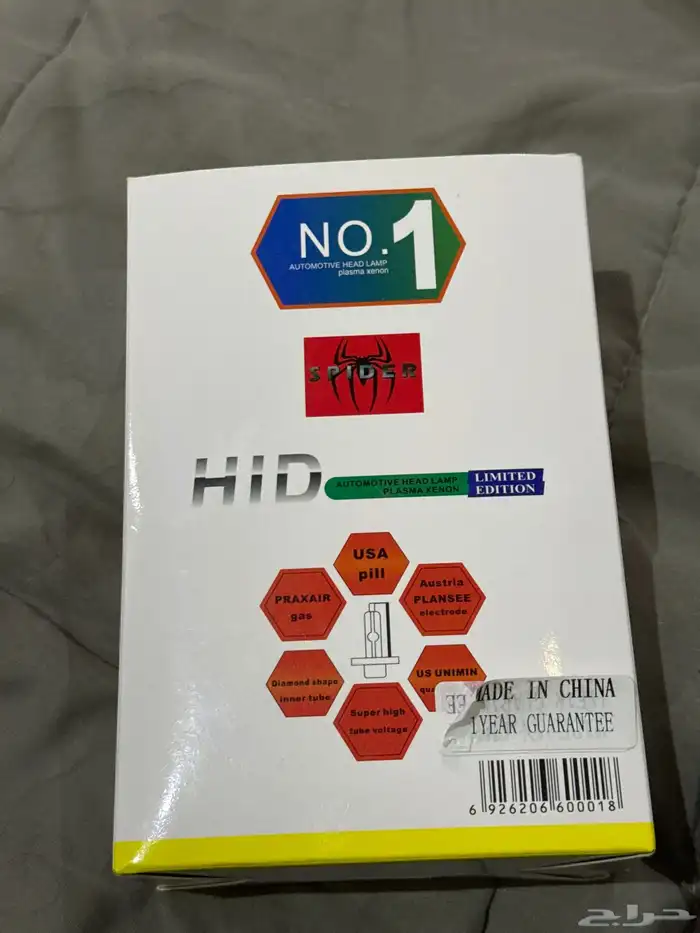 NO.1
AUTOMOTIVE HEAD LAMP
plasma xenon
SPIDER
HID
AUTOMOTIVE HEAD LAMP
PLASMA XENON
LIMITED
EDITION
USA
pill
PRAXAIR
gas
Austria
PLANSEE
electrode
Diamond shape
inner tube
US UNIMIN
Super high
tube voltage
MADE IN CHINA
1YEAR GUARANTEE
6 926206 600018
حراج